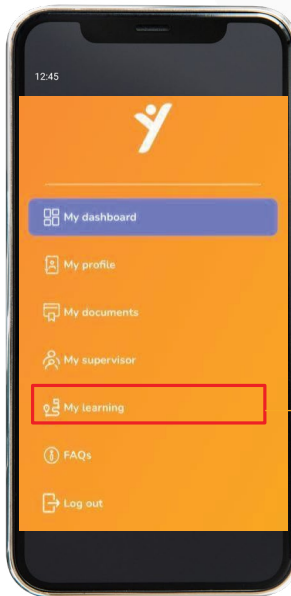 12:45
My dashboard
My profile
My documents
My supervisor
My learning
FAQs
Log out